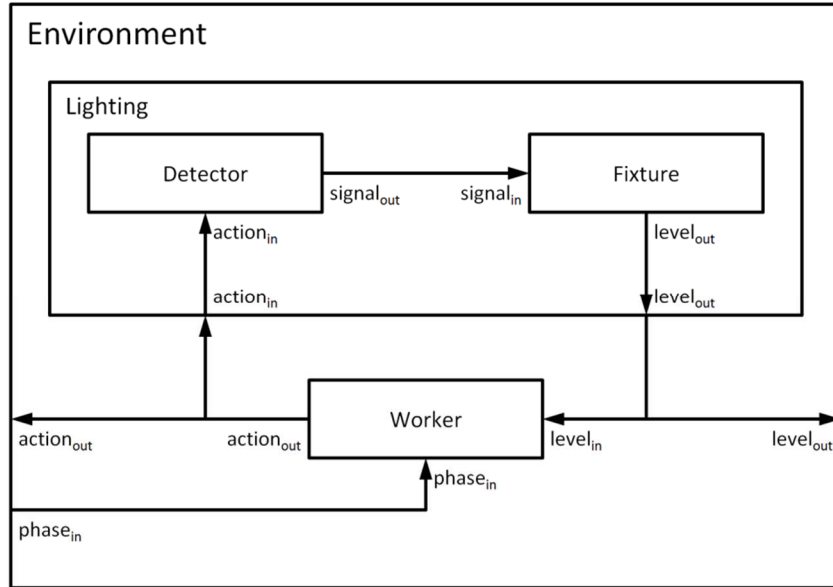 Environment
Lighting
Detector
Fixture
signalout
signalin
actionin
levelout
actionin
levelout
Worker
actionout
actionout
levelin
levelout
phasein
phasein